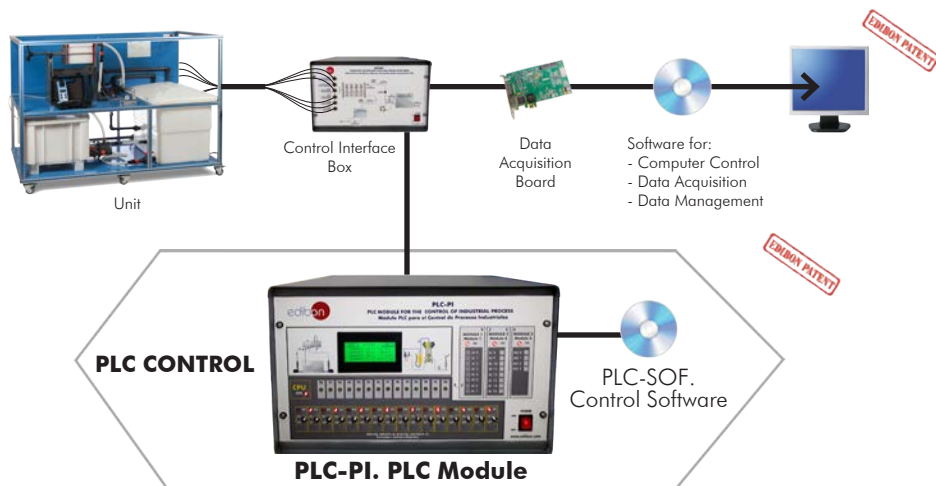 EDIBON PATENT
Control Interface
Box
Data
Acquisition
Board
Software for:
- Computer Control
- Data Acquisition
- Data Management
Unit
EDIBON PATENT
edibon
PLC-PI
PLC MODULE FOR THE CONTROL OF INDUSTRIAL PROCESS
Módulo PLC para el Control de Procesos Industriales
CPU
PLC CONTROL
PLC-SOF.
Control Software
PLC-PI. PLC Module